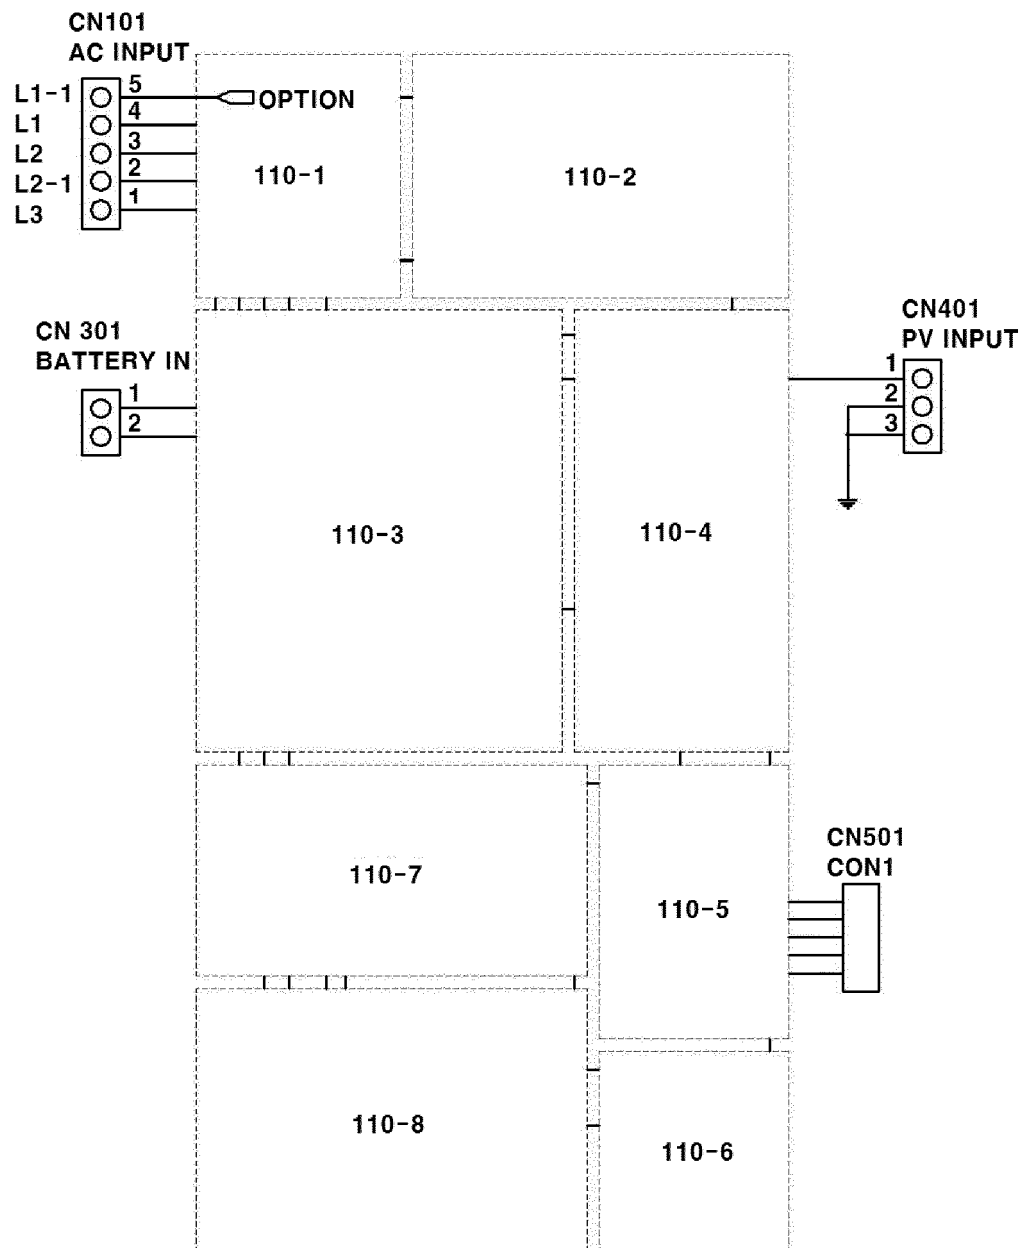 CN101
AC INPUT
L1-1 5 OPTION
L1 4
L2 3
L2-1 2
L3 1
110-1
110-2
CN 301
BATTERY IN
1
2
CN401
PV INPUT
1
2
3
110-3
110-4
110-7
110-5
CN501
CON1
110-8
110-6